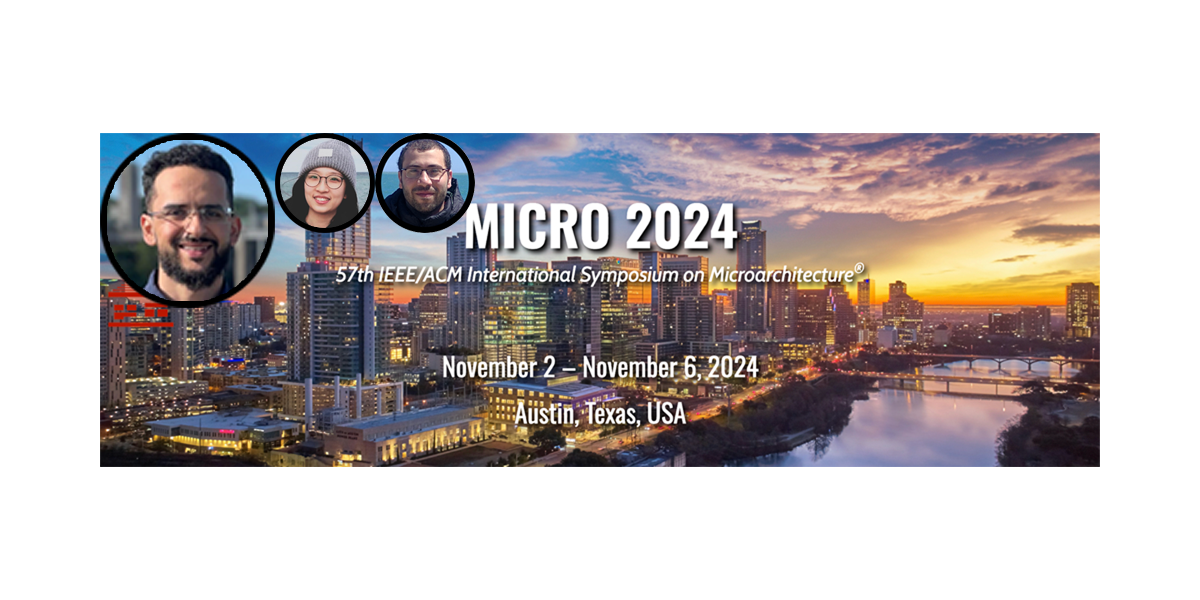 MICRO 2024
57th IEEE/ACM International Symposium on Microarchitecture®
November 2 – November 6, 2024
Austin, Texas, USA